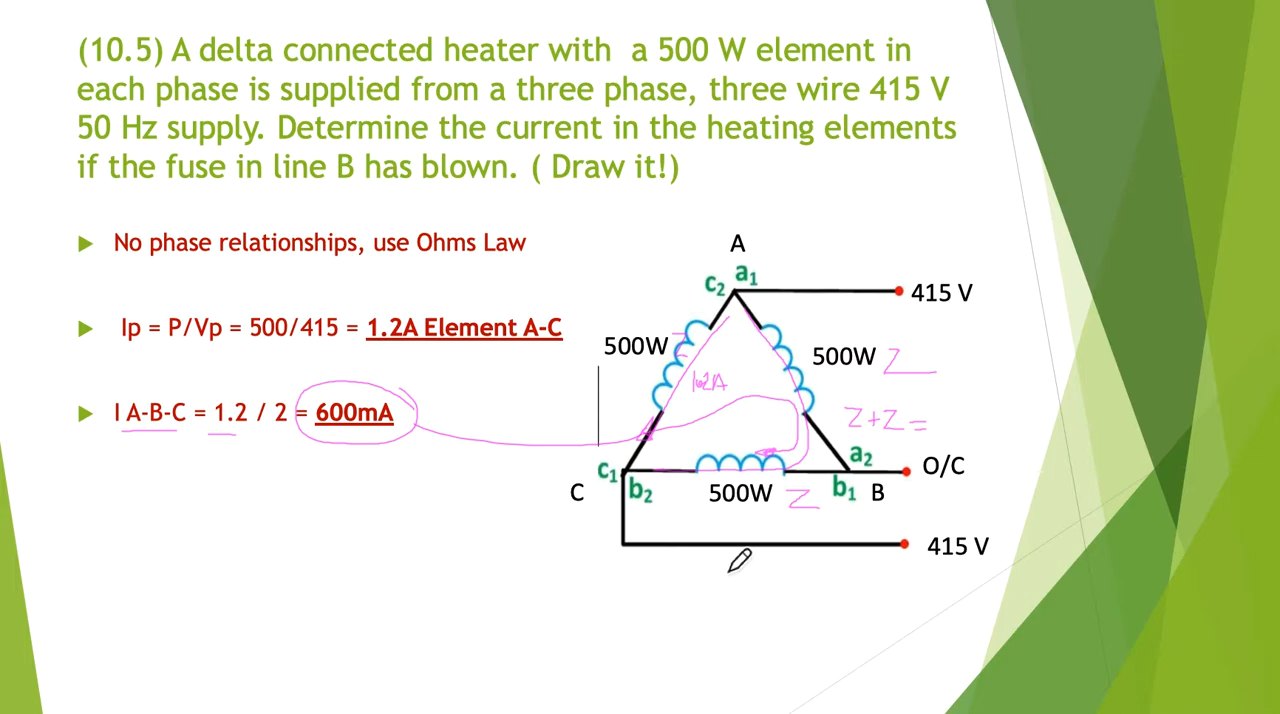 (10.5) A delta connected heater with a 500 W element in
each phase is supplied from a three phase, three wire 415 V
50 Hz supply. Determine the current in the heating elements
if the fuse in line B has blown. ( Draw it!)
No phase relationships, use Ohms Law
Ip = P/Vp = 500/415 = 1.2A Element A-C
I A-B-C = 1.2 / 2 = 600mA
A
c2 a1
415 V
500W Z
500W Z
1.2A
Z+Z =
a2
O/C
c1
b2
C
500W Z
b1 B
415 V